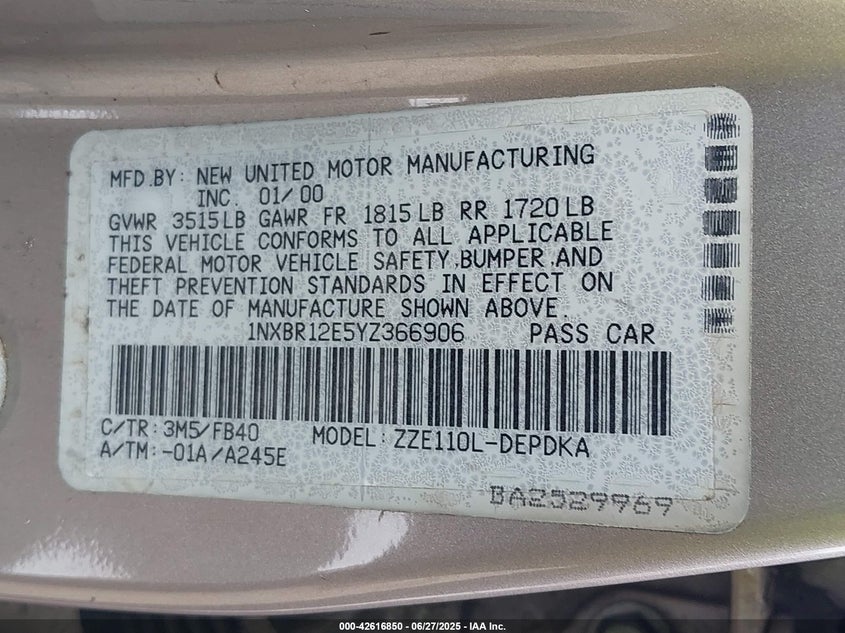 MFD.BY: NEW UNITED MOTOR MANUFACTURING
INC. 01/00
GVWR 3515LB GAWR FR 1815LB RR 1720LB
THIS VEHICLE CONFORMS TO ALL APPLICABLE
FEDERAL MOTOR VEHICLE SAFETY.BUMPER.AND
THEFT PREVENTION STANDARDS IN EFFECT ON
THE DATE OF MANUFACTURE SHOWN ABOVE.
1NXBR12E5YZ366906 PASS CAR
C/TR: 3M5/FB40 MODEL: ZZE110L-DEPDKA
A/TM: -01A/A245E
BA2529969
000-42616850 - 06/27/2025 - IAA Inc.